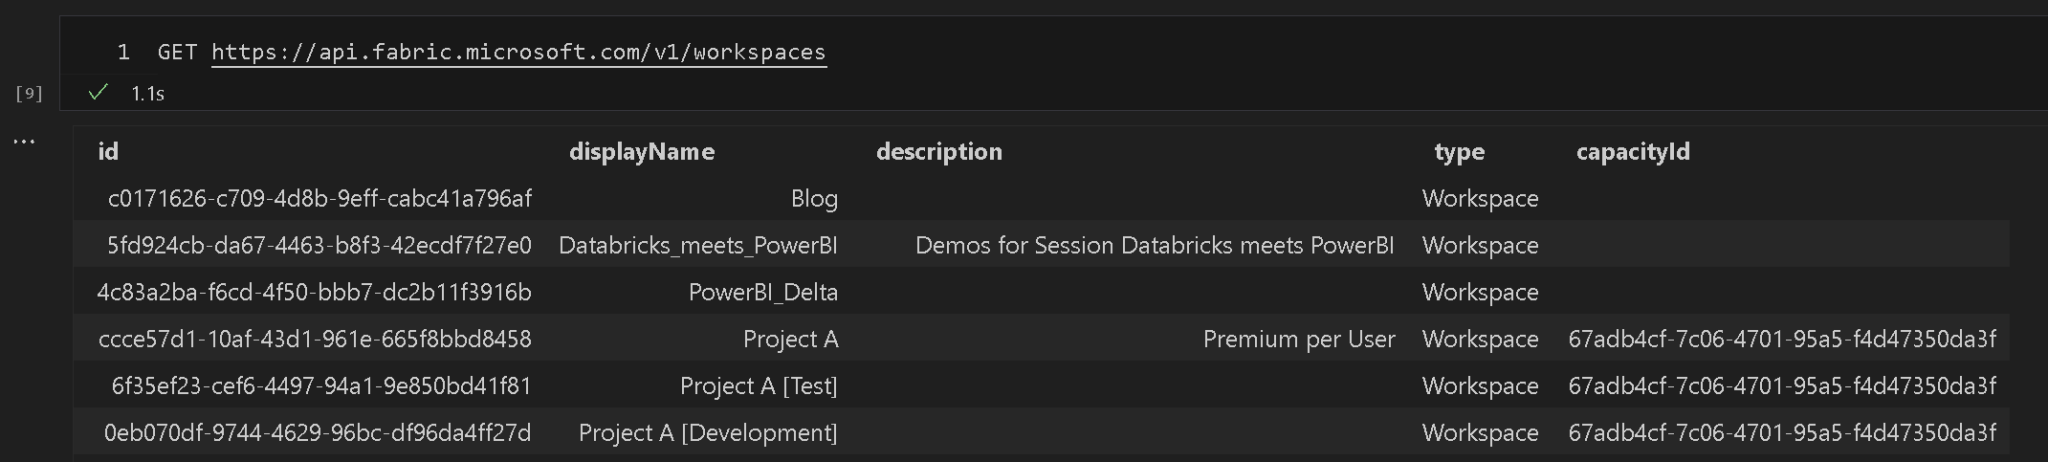 1 GET https://api.fabric.microsoft.com/v1/workspaces
[9] ✓ 1.1s
...
id displayName description type capacityId
c0171626-c709-4d8b-9eff-cabc41a796af Blog Workspace
5fd924cb-da67-4463-b8f3-42ecdf7f27e0 Databricks_meets_PowerBI Demos for Session Databricks meets PowerBI Workspace
4c83a2ba-f6cd-4f50-bbb7-dc2b11f3916b PowerBI_Delta Workspace
ccce57d1-10af-43d1-961e-665f8bbd8458 Project A Premium per User Workspace 67adb4cf-7c06-4701-95a5-f4d47350da3f
6f35ef23-cef6-4497-94a1-9e850bd41f81 Project A [Test] Workspace 67adb4cf-7c06-4701-95a5-f4d47350da3f
0eb070df-9744-4629-96bc-df96da4ff27d Project A [Development] Workspace 67adb4cf-7c06-4701-95a5-f4d47350da3f